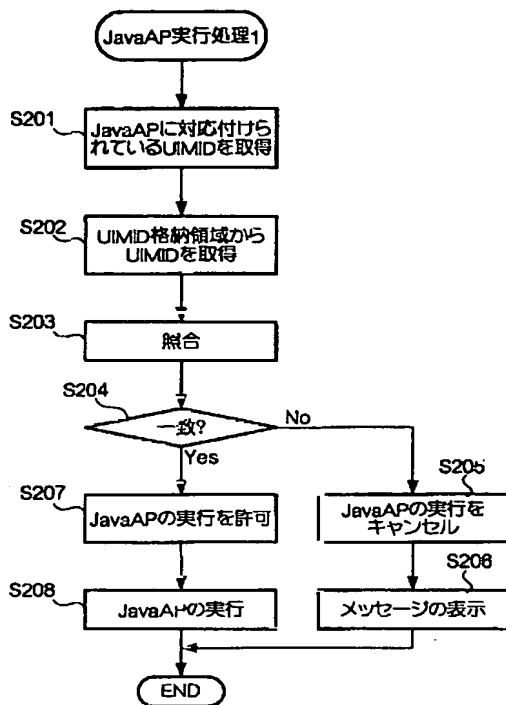 JavaAP実行処理1
S201
JavaAPに対応付けら
れているUIMIDを取得
S202
UIMID格納領域から
UIMIDを取得
S203
照合
S204
一致?
No
Yes
S207
JavaAPの実行を許可
S205
JavaAPの実行を
キャンセル
S208
JavaAPの実行
S206
メッセージの表示
END